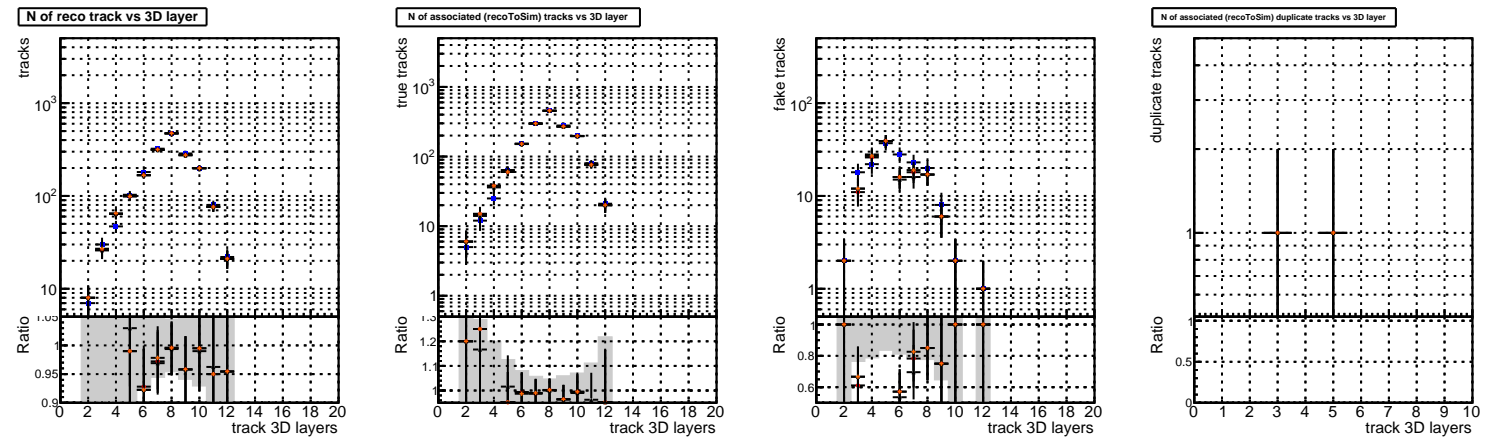 N of reco track vs 3D layer
tracks
10³
10²
10
Ratio
1.05
1
0.95
0.9
0 2 4 6 8 10 12 14 16 18 20
track 3D layers
N of associated (recoToSim) tracks vs 3D layer
true tracks
10³
10²
10
1
Ratio
1.3
1.2
1.1
1
0 2 4 6 8 10 12 14 16 18 20
track 3D layers
fake tracks
10²
10
1
Ratio
1
0.8
0.6
0 2 4 6 8 10 12 14 16 18 20
track 3D layers
N of associated (recoToSim) duplicate tracks vs 3D layer
duplicate tracks
1
Ratio
1
0.5
0
0 1 2 3 4 5 6 7 8 9 10
track 3D layers